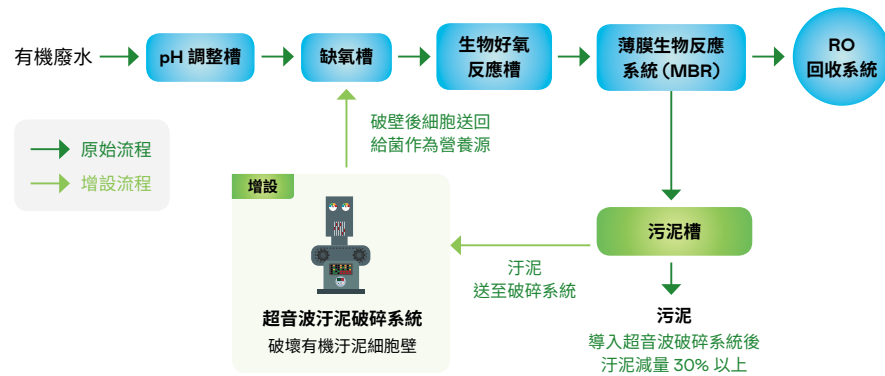 有機廢水
pH 調整槽
缺氧槽
生物好氧
反應槽
薄膜生物反應
系統（MBR）
RO
回收系統
破壁後細胞送回
給菌作為營養源
原始流程
增設流程
增設
污泥槽
汙泥
送至破碎系統
超音波汙泥破碎系統
破壞有機汙泥細胞壁
污泥
導入超音波破碎系統後
汙泥減量 30% 以上